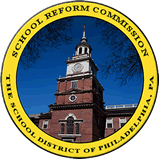 SCHOOL REFORM COMMISSION
THE SCHOOL DISTRICT OF PHILADELPHIA, PA